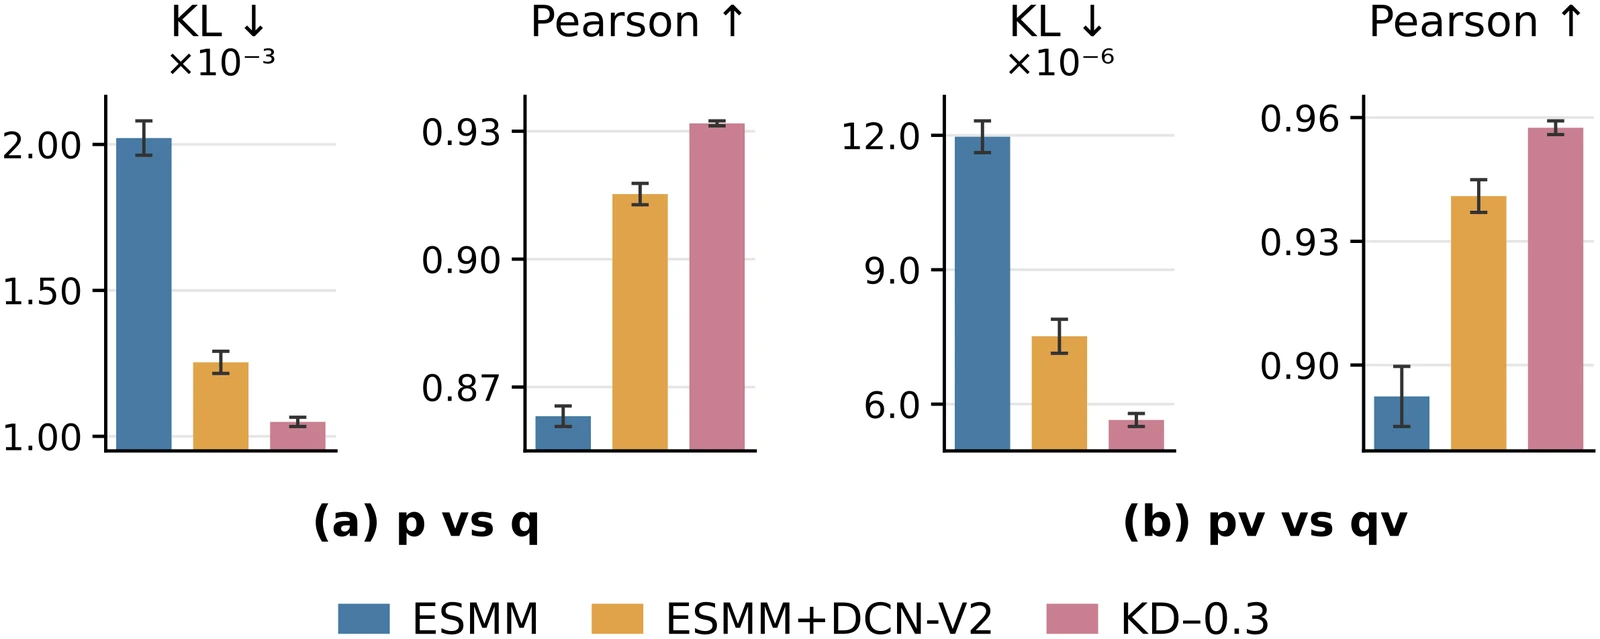 KL ↓
×10⁻³
2.00
1.50
1.00
Pearson ↑
0.93
0.90
0.87
(a) p vs q
KL ↓
×10⁻⁶
12.0
9.0
6.0
Pearson ↑
0.96
0.93
0.90
(b) pv vs qv
ESMM
ESMM+DCN-V2
KD–0.3